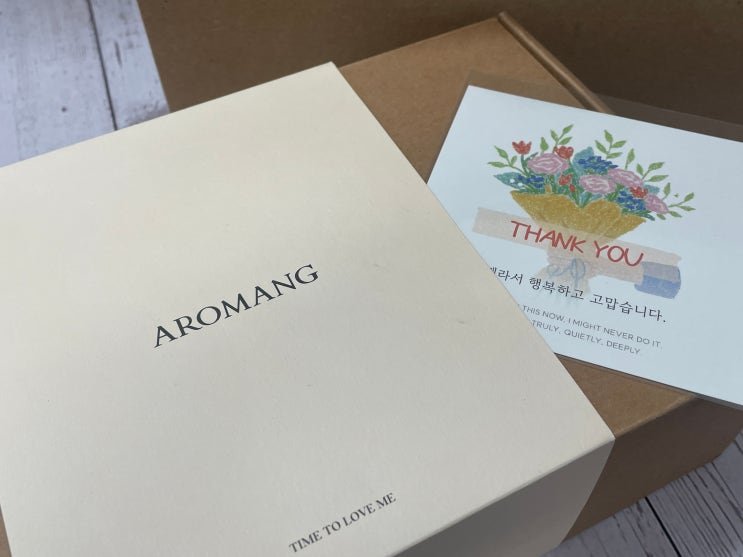 AROMANG
TIME TO LOVE ME
THANK YOU
행복하고 고맙습니다.
THIS NOW, I MIGHT NEVER DO IT.
TRULY, QUIETLY, DEEPLY.